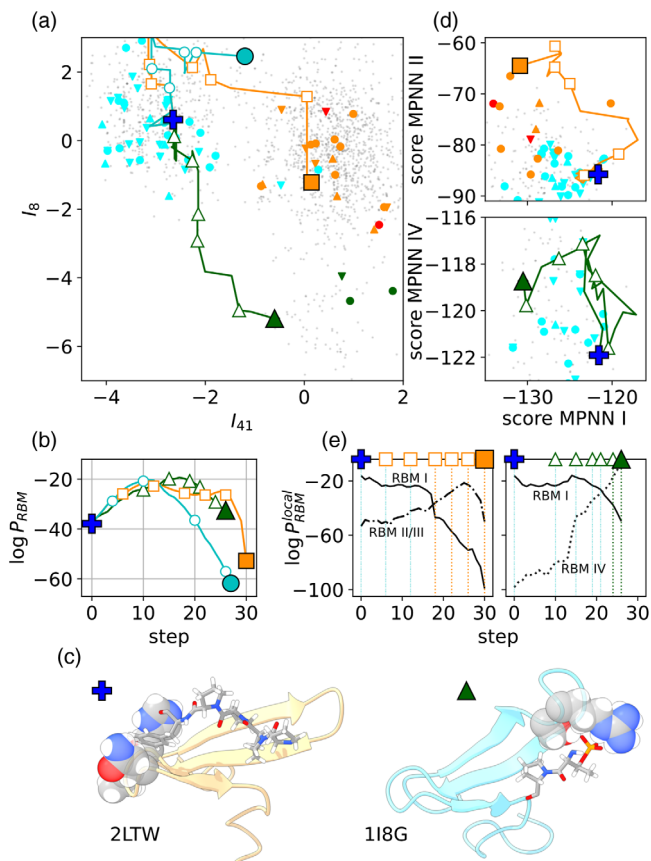 (a)
2
0
−2
−4
−6
I8
−4
−2
0
2
I41
(d)
−60
−70
−80
−90
score MPNN II
−116
−118
−120
−122
score MPNN IV
−130
−120
score MPNN I
(b)
−20
−40
−60
log PRBM
0
10
20
30
step
(e)
−20
−60
−100
log PlocalRBM
RBM I
RBM II/III
0
10
20
30
RBM I
RBM IV
0
10
20
30
step
(c)
2LTW
1I8G